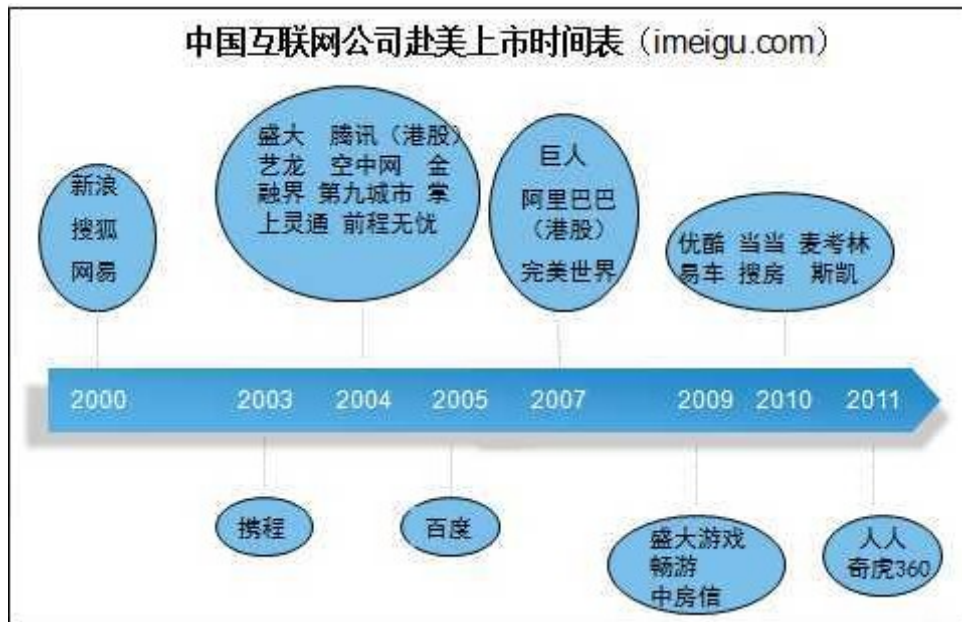 中国互联网公司赴美上市时间表（imeigu.com）
新浪
搜狐
网易
盛大 腾讯（港股）
艺龙 空中网 金
融界 第九城市 掌
上灵通 前程无忧
巨人
阿里巴巴
（港股）
完美世界
优酷 当当 麦考林
易车 搜房 斯凯
2000 2003 2004 2005 2007 2009 2010 2011
携程
百度
盛大游戏
畅游
中房信
人人
奇虎360